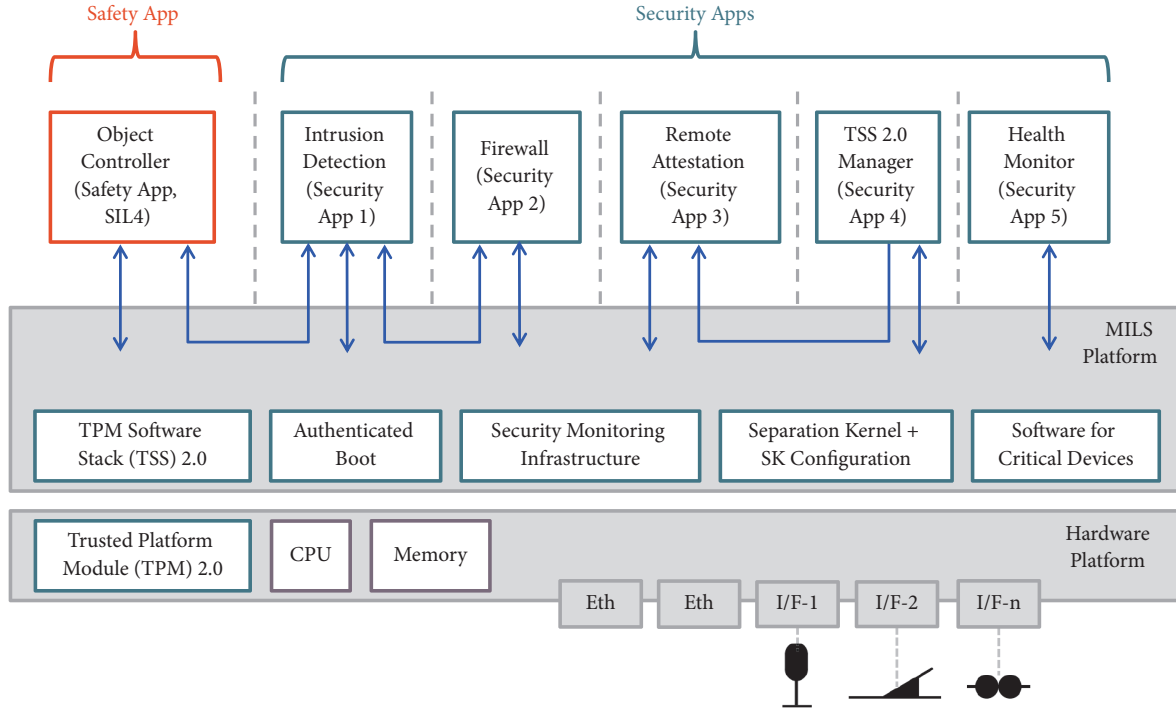 Safety App
Security Apps
Object
Controller
(Safety App,
SIL4)
Intrusion
Detection
(Security
App 1)
Firewall
(Security
App 2)
Remote
Attestation
(Security
App 3)
TSS 2.0
Manager
(Security
App 4)
Health
Monitor
(Security
App 5)
MILS
Platform
TPM Software
Stack (TSS) 2.0
Authenticated
Boot
Security Monitoring
Infrastructure
Separation Kernel +
SK Configuration
Software for
Critical Devices
Trusted Platform
Module (TPM) 2.0
CPU
Memory
Hardware
Platform
Eth
Eth
I/F-1
I/F-2
I/F-n